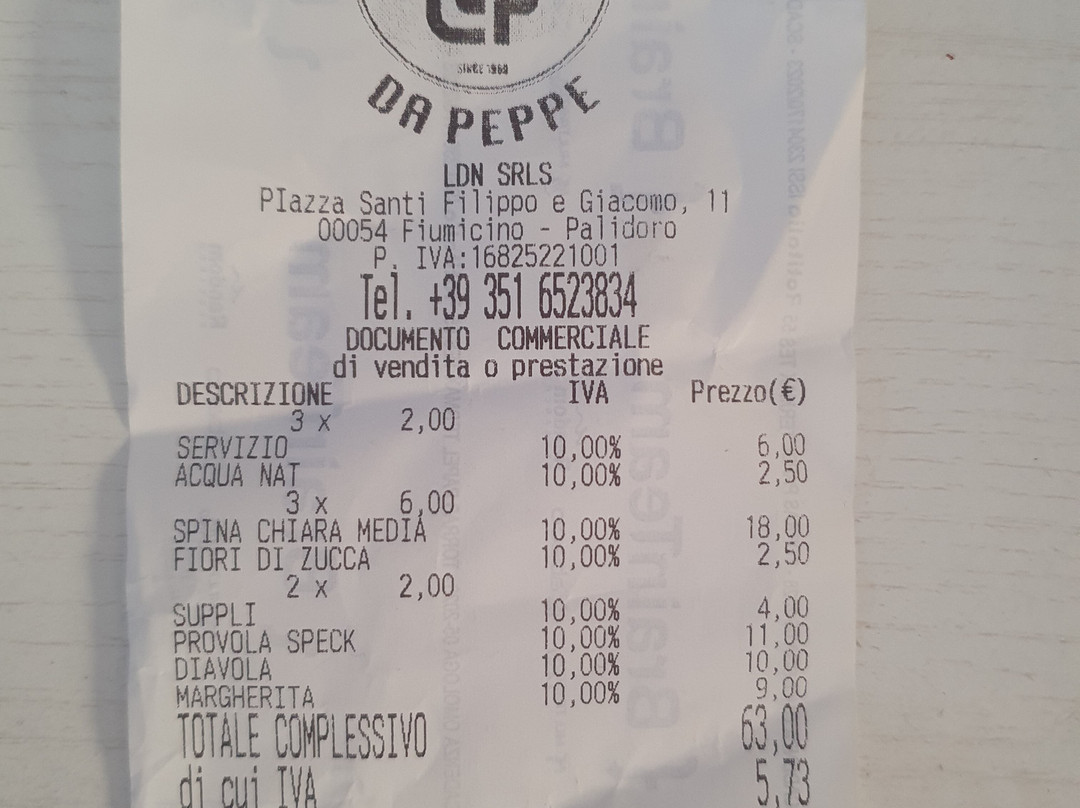 SINCE 1960
DA PEPPE
LDN SRLS
PIazza Santi Filippo e Giacomo, 11
00054 Fiumicino - Palidoro
P. IVA:16825221001
Tel. +39 351 6523834
DOCUMENTO COMMERCIALE
di vendita o prestazione
DESCRIZIONE IVA Prezzo(€)
3 x 2,00
SERVIZIO 10,00% 6,00
ACQUA NAT 10,00% 2,50
3 x 6,00
SPINA CHIARA MEDIA 10,00% 18,00
FIORI DI ZUCCA 10,00% 2,50
2 x 2,00
SUPPLI 10,00% 4,00
PROVOLA SPECK 10,00% 11,00
DIAVOLA 10,00% 10,00
MARGHERITA 10,00% 9,00
TOTALE COMPLESSIVO 63,00
di cui IVA 5,73